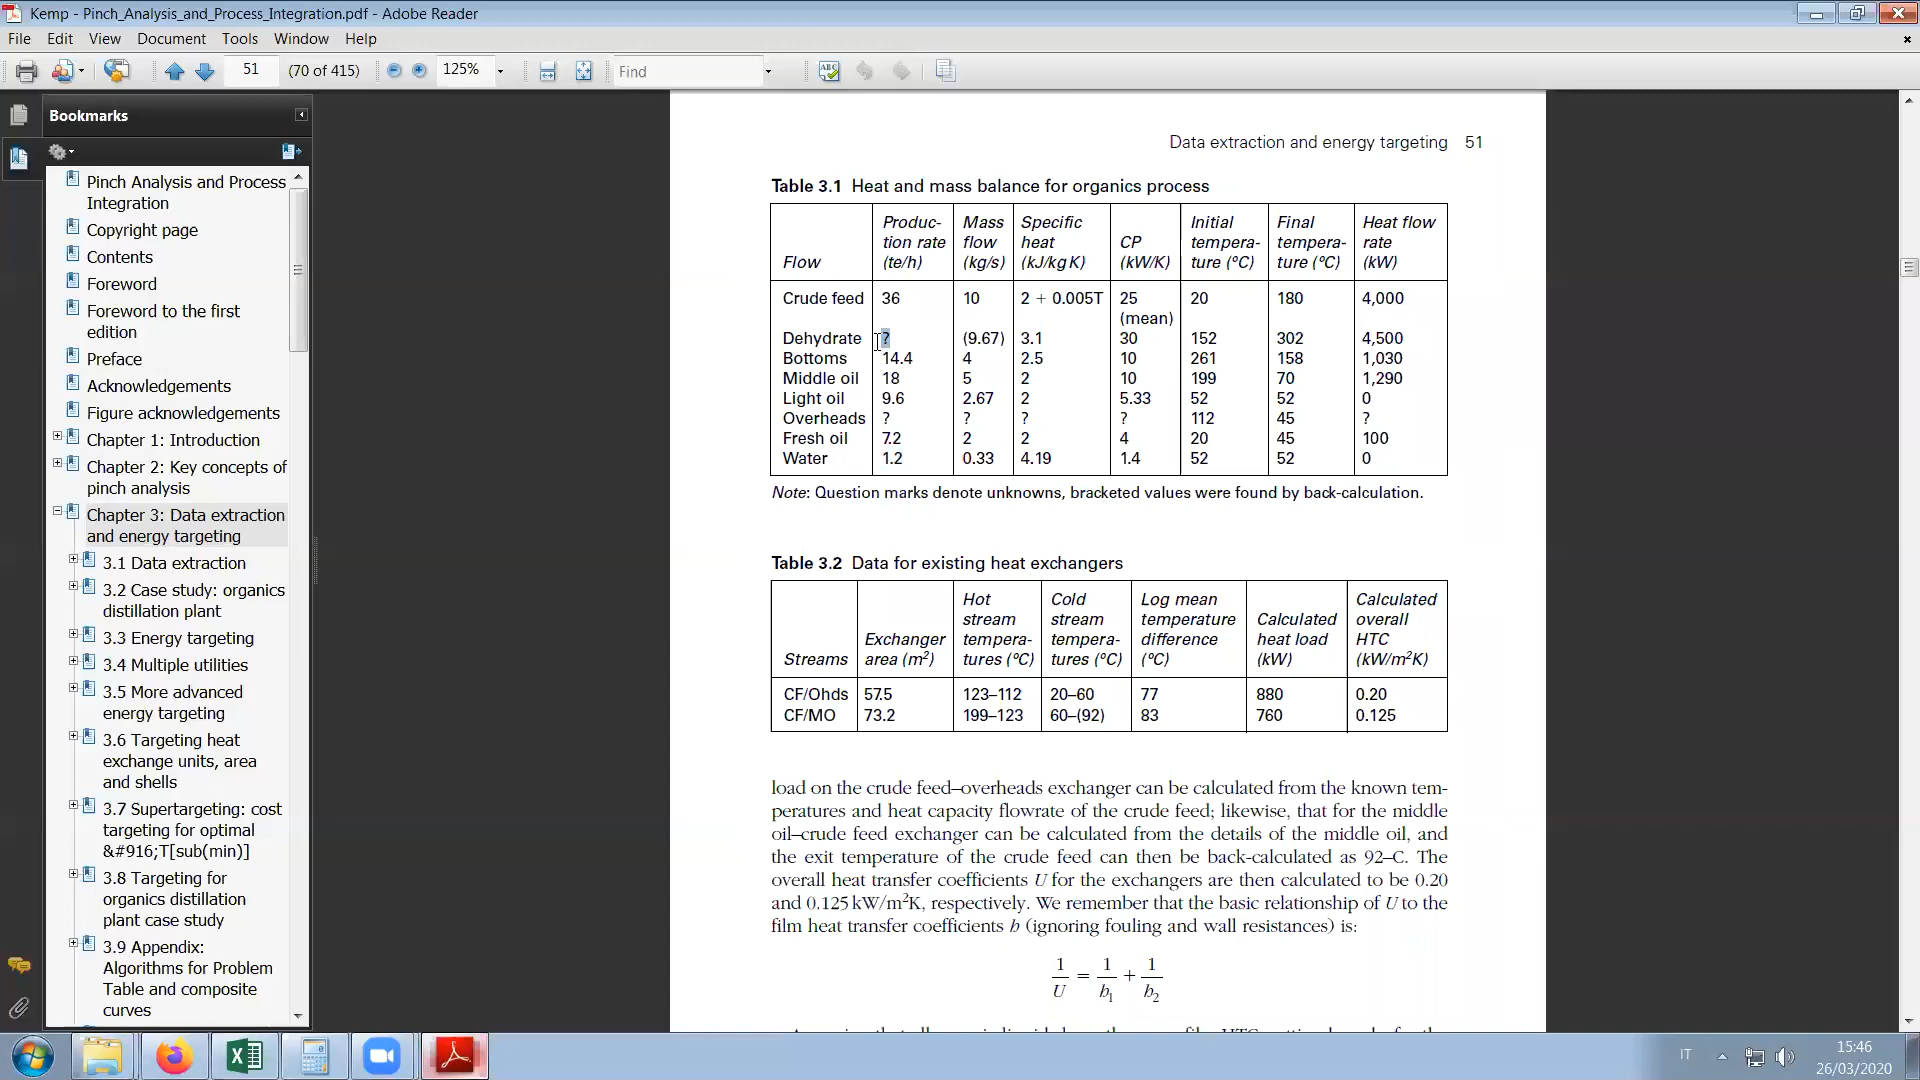 Kemp - Pinch_Analysis_and_Process_Integration.pdf - Adobe Reader
File Edit View Document Tools Window Help
51 (70 of 415) 125% Find
Bookmarks
Pinch Analysis and Process
Integration
Copyright page
Contents
Foreword
Foreword to the first
edition
Preface
Acknowledgements
Figure acknowledgements
Chapter 1: Introduction
Chapter 2: Key concepts of
pinch analysis
Chapter 3: Data extraction
and energy targeting
3.1 Data extraction
3.2 Case study: organics
distillation plant
3.3 Energy targeting
3.4 Multiple utilities
3.5 More advanced
energy targeting
3.6 Targeting heat
exchange units, area
and shells
3.7 Supertargeting: cost
targeting for optimal
&#916;T[sub(min)]
3.8 Targeting for
organics distillation
plant case study
3.9 Appendix:
Algorithms for Problem
Table and composite
curves
Data extraction and energy targeting 51
Table 3.1 Heat and mass balance for organics process
Produc- Mass Specific Initial Final Heat flow
tion rate flow heat CP tempera- tempera- rate
Flow (te/h) (kg/s) (kJ/kg K) (kW/K) ture (°C) ture (°C) (kW)
Crude feed 36 10 2 + 0.005T 25 20 180 4,000
(mean)
Dehydrate ? (9.67) 3.1 30 152 302 4,500
Bottoms 14.4 4 2.5 10 261 158 1,030
Middle oil 18 5 2 10 199 70 1,290
Light oil 9.6 2.67 2 5.33 52 52 0
Overheads ? ? ? ? 112 45 ?
Fresh oil 7.2 2 2 4 20 45 100
Water 1.2 0.33 4.19 1.4 52 52 0
Note: Question marks denote unknowns, bracketed values were found by back-calculation.
Table 3.2 Data for existing heat exchangers
Hot Cold Log mean Calculated
stream stream temperature Calculated overall
Exchanger tempera- tempera- difference heat load HTC
Streams area (m²) tures (°C) tures (°C) (°C) (kW) (kW/m²K)
CF/Ohds 57.5 123–112 20–60 77 880 0.20
CF/MO 73.2 199–123 60–(92) 83 760 0.125
load on the crude feed–overheads exchanger can be calculated from the known tem-
peratures and heat capacity flowrate of the crude feed; likewise, that for the middle
oil–crude feed exchanger can be calculated from the details of the middle oil, and
the exit temperature of the crude feed can then be back-calculated as 92–C. The
overall heat transfer coefficients U for the exchangers are then calculated to be 0.20
and 0.125 kW/m²K, respectively. We remember that the basic relationship of U to the
film heat transfer coefficients h (ignoring fouling and wall resistances) is:
1/U = 1/h₁ + 1/h₂
IT 15:46
26/03/2020